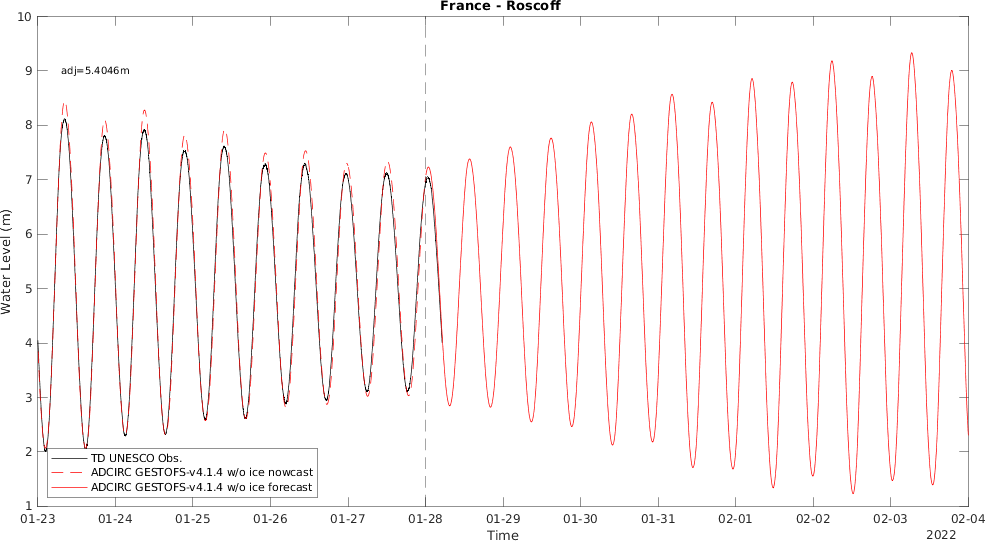 France - Roscoff
10
9
8
7
6
5
4
3
2
1
Water Level (m)
adj=5.4046m
TD UNESCO Obs.
ADCIRC GESTOFS-v4.1.4 w/o ice nowcast
ADCIRC GESTOFS-v4.1.4 w/o ice forecast
01-23 01-24 01-25 01-26 01-27 01-28 01-29 01-30 01-31 02-01 02-02 02-03 02-04
Time
2022